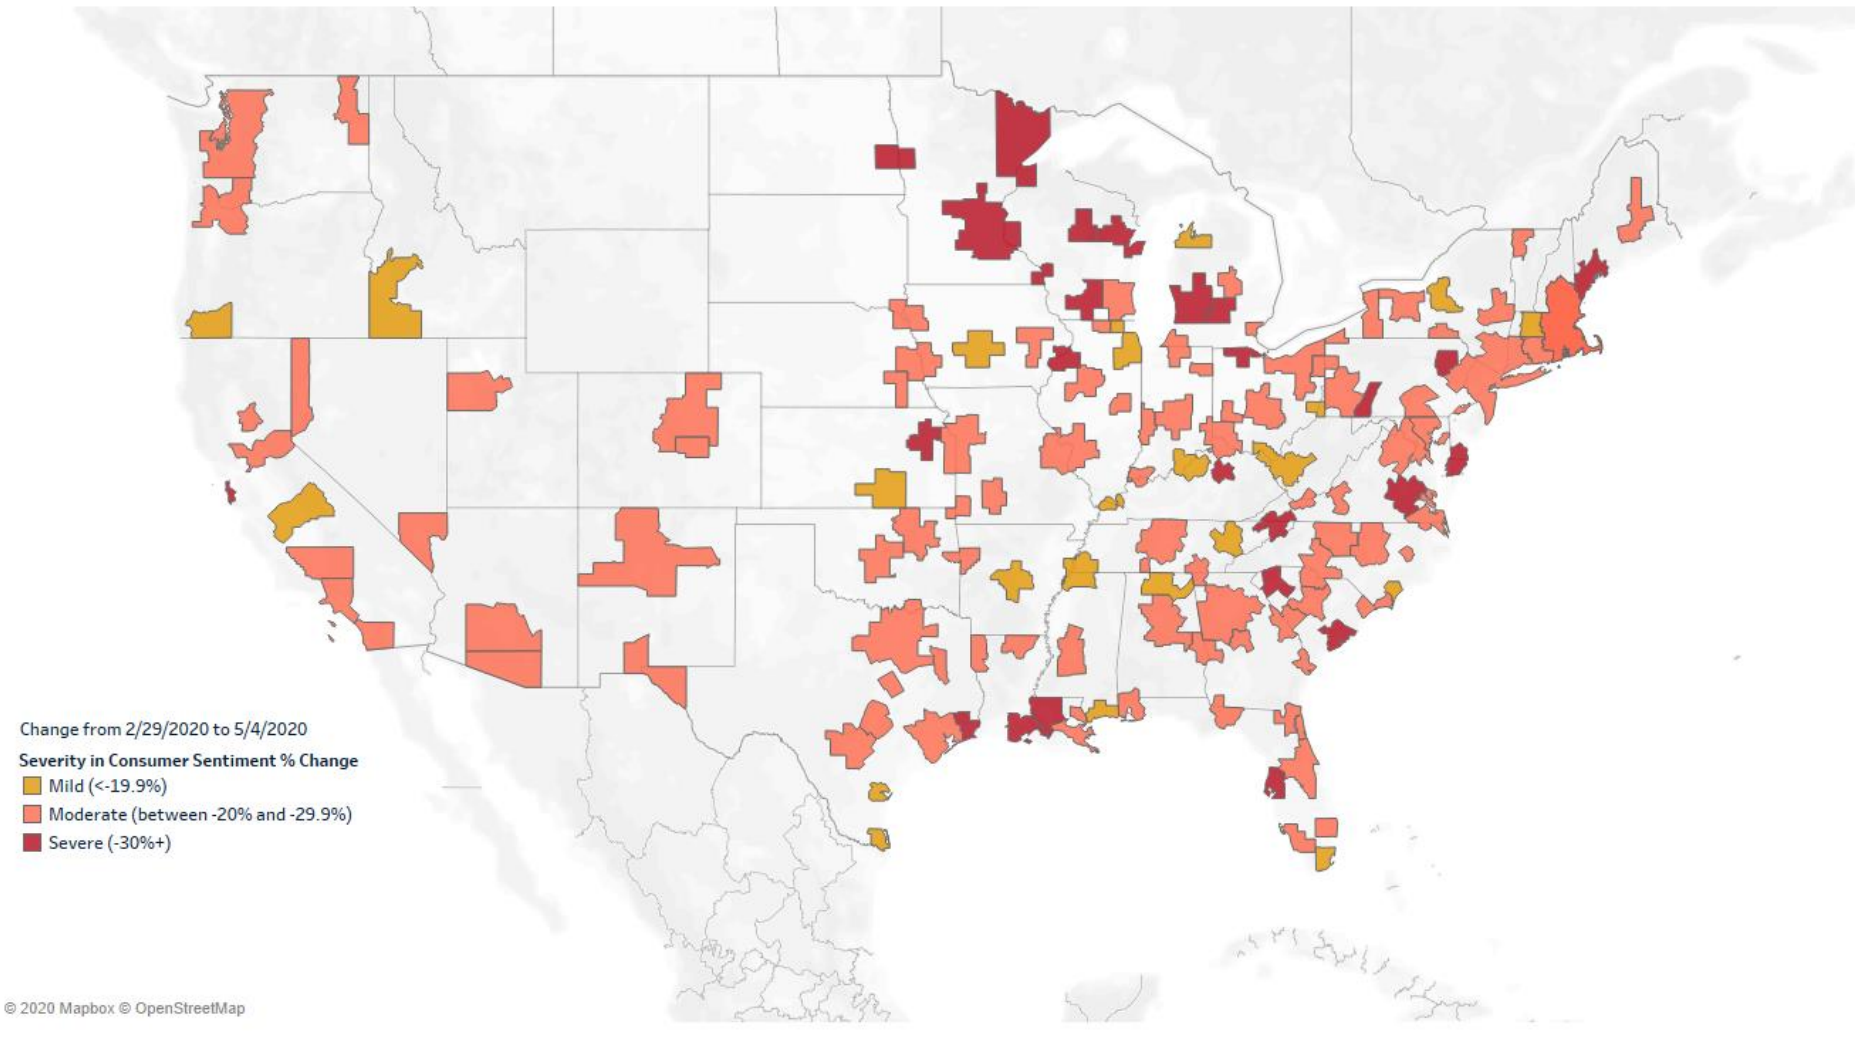 Change from 2/29/2020 to 5/4/2020
Severity in Consumer Sentiment % Change
Mild (<-19.9%)
Moderate (between -20% and -29.9%)
Severe (-30%+)
© 2020 Mapbox © OpenStreetMap